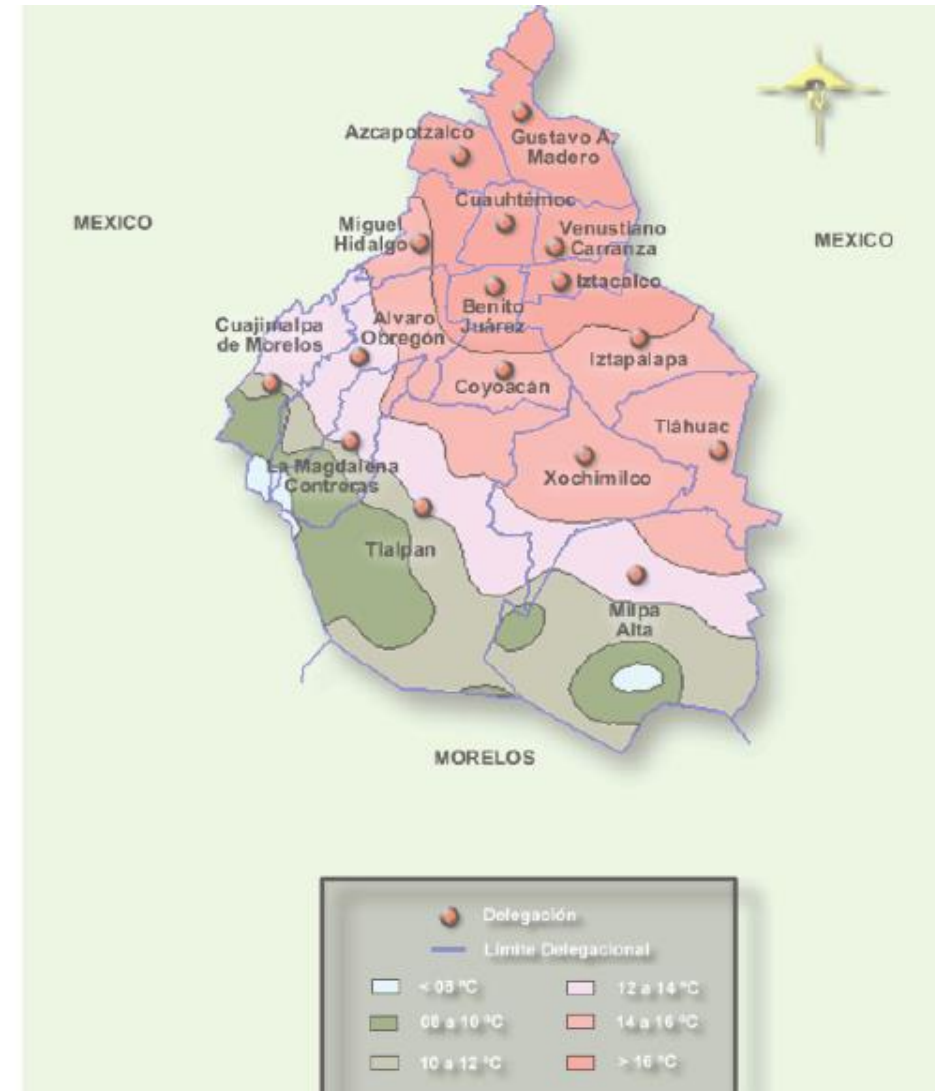 Azcapotzalco
Gustavo A.
Madero
Cuauhtémoc
MEXICO
Miguel
Hidalgo
Venustiano
Carranza
MEXICO
Iztacalco
Benito
Juárez
Cuajimalpa
de Morelos
Alvaro
Obregón
Iztapalapa
Coyoacán
Tláhuac
La Magdalena
Contreras
Xochimilco
Tlalpan
Milpa
Alta
MORELOS
Delegación
Límite Delegacional
< 08 ºC
12 a 14 ºC
08 a 10 ºC
14 a 16 ºC
10 a 12 ºC
> 16 ºC